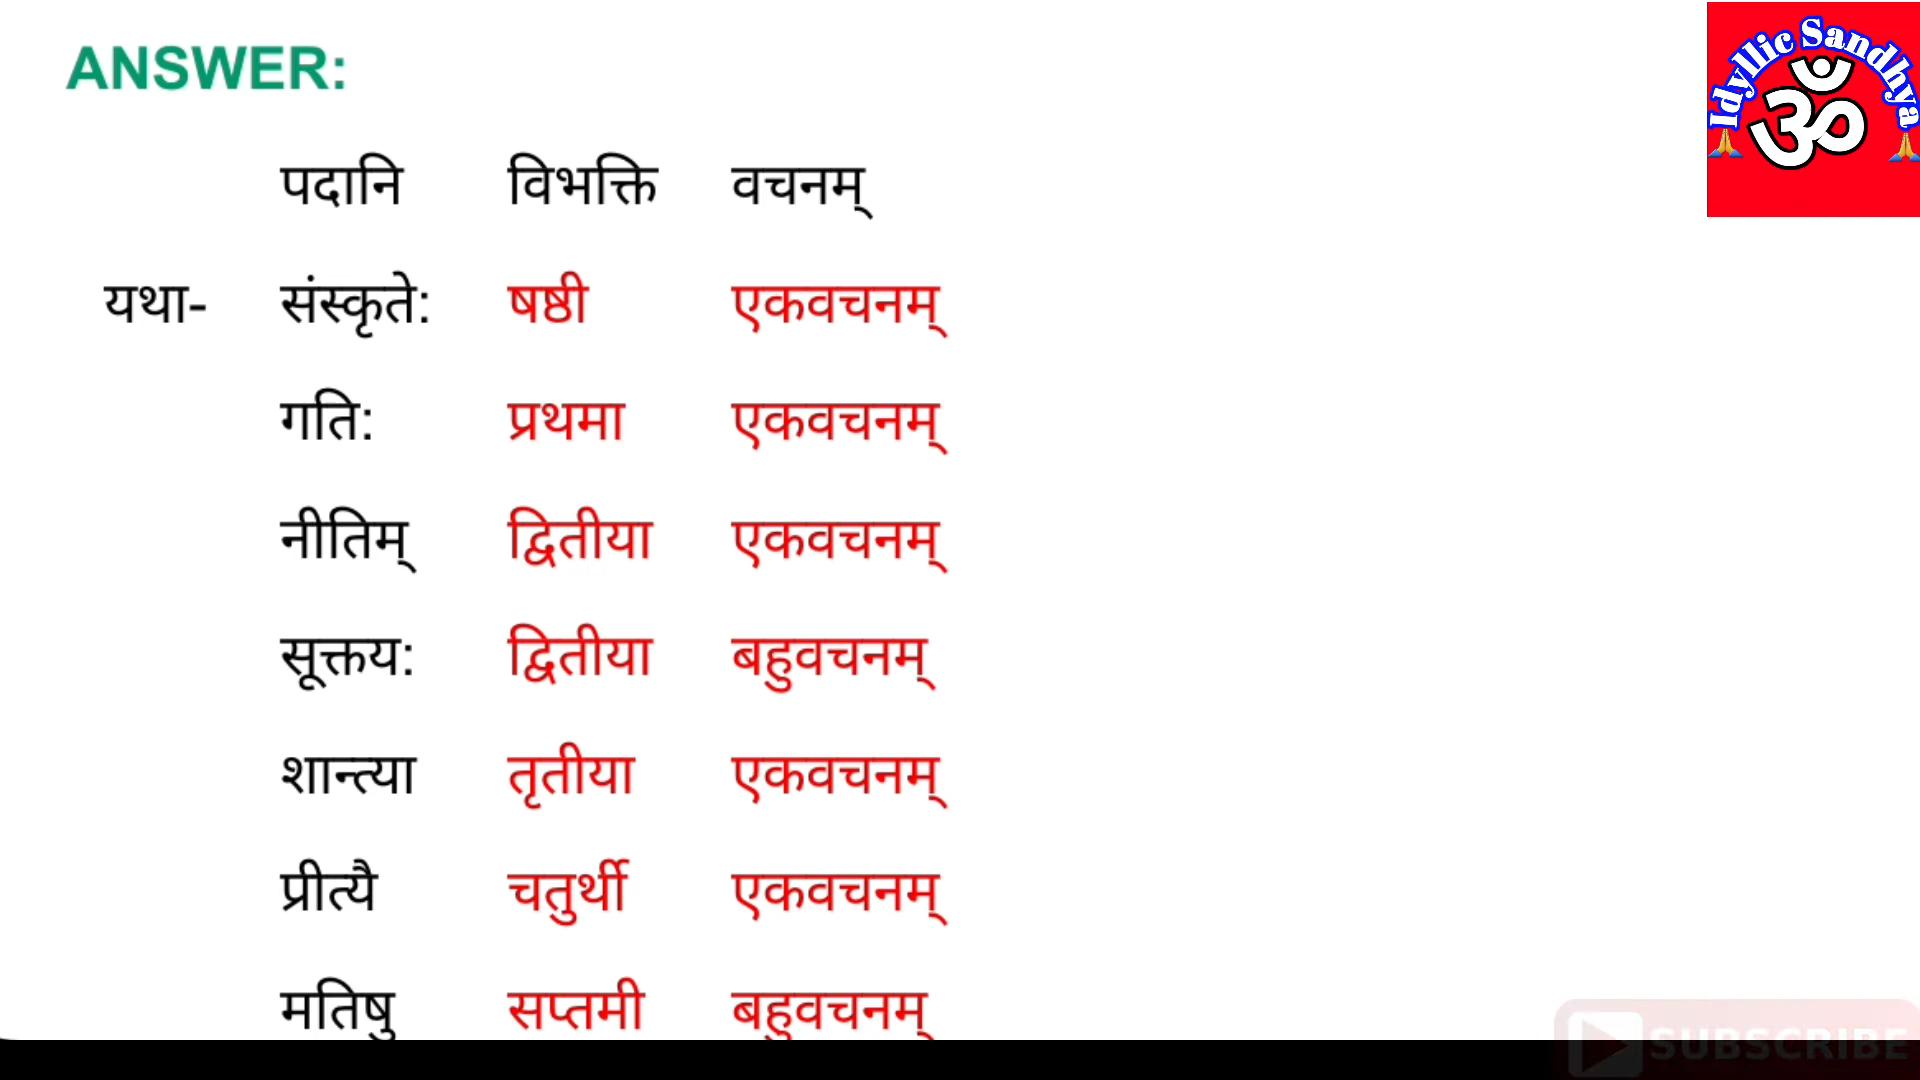 ANSWER:
Idyllic Sandhya
ॐ
पदानि विभक्ति वचनम्
यथा- संस्कृते: षष्ठी एकवचनम्
गति: प्रथमा एकवचनम्
नीतिम् द्वितीया एकवचनम्
सूक्तय: द्वितीया बहुवचनम्
शान्त्या तृतीया एकवचनम्
प्रीत्यै चतुर्थी एकवचनम्
मतिषु सप्तमी बहुवचनम्
SUBSCRIBE